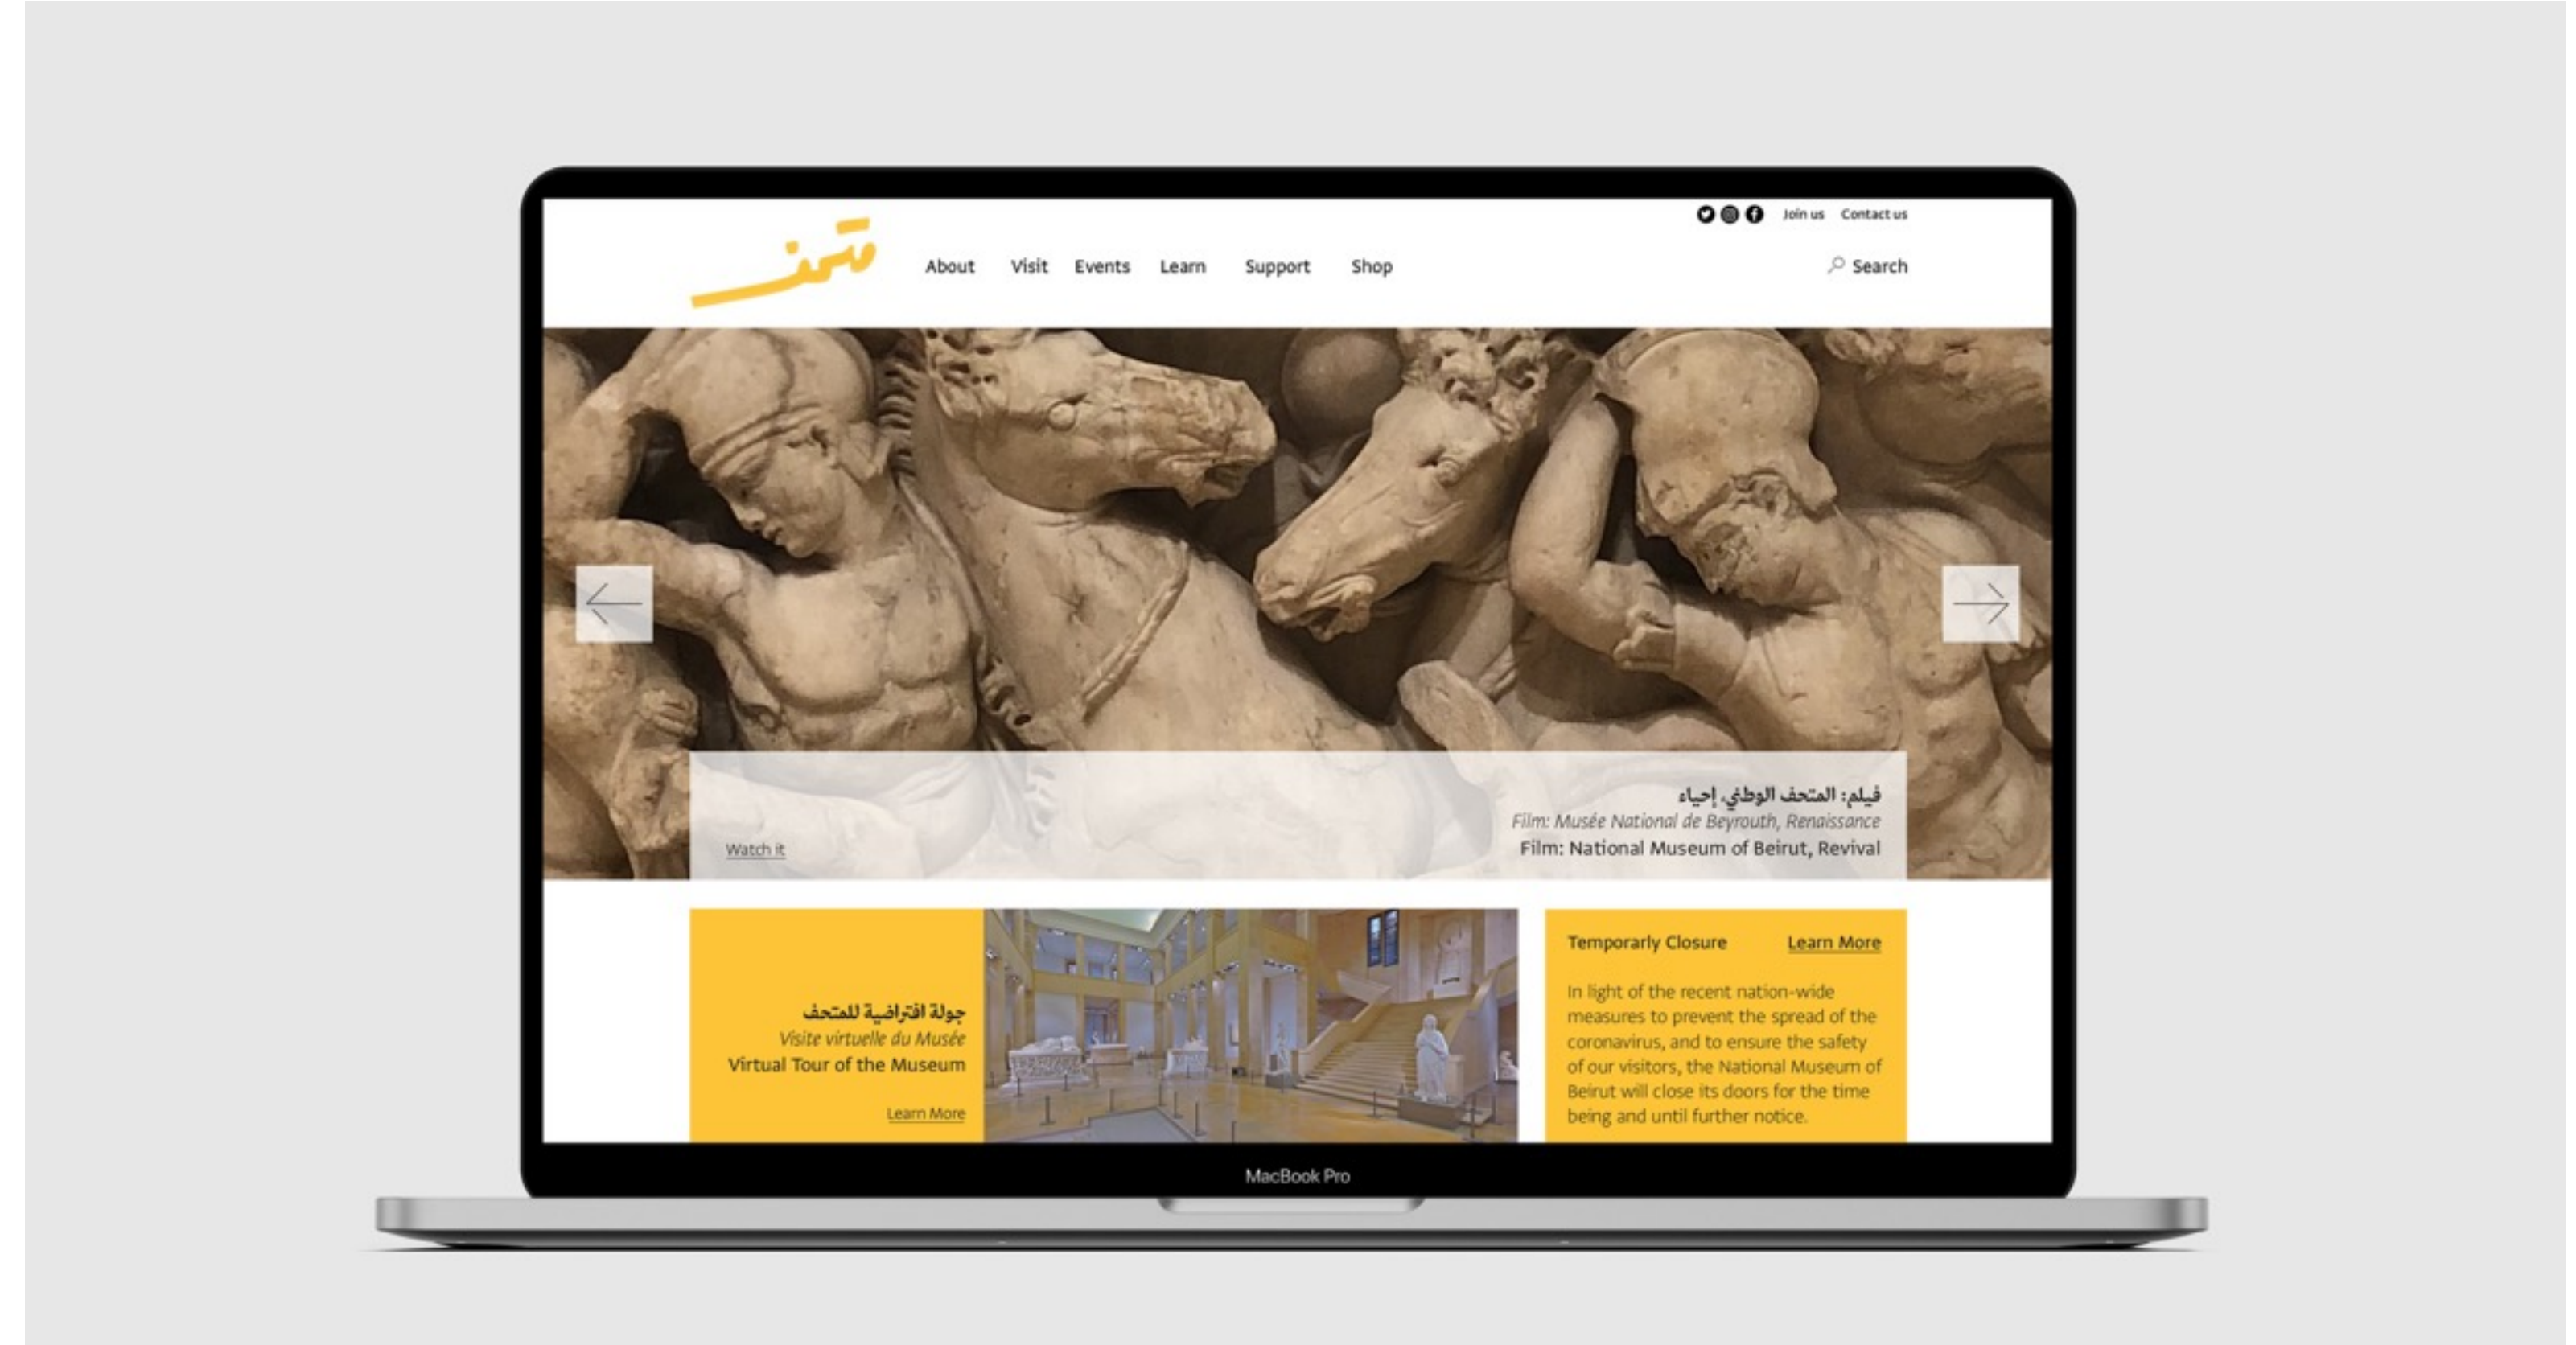 Join us Contact us
متحف
About Visit Events Learn Support Shop
Search
فيلم: المتحف الوطني، إحياء
Film: Musée National de Beyrouth, Renaissance
Film: National Museum of Beirut, Revival
Watch it
جولة افتراضية للمتحف
Visite virtuelle du Musée
Virtual Tour of the Museum
Learn More
Temporarly Closure Learn More
In light of the recent nation-wide
measures to prevent the spread of the
coronavirus, and to ensure the safety
of our visitors, the National Museum of
Beirut will close its doors for the time
being and until further notice.
MacBook Pro